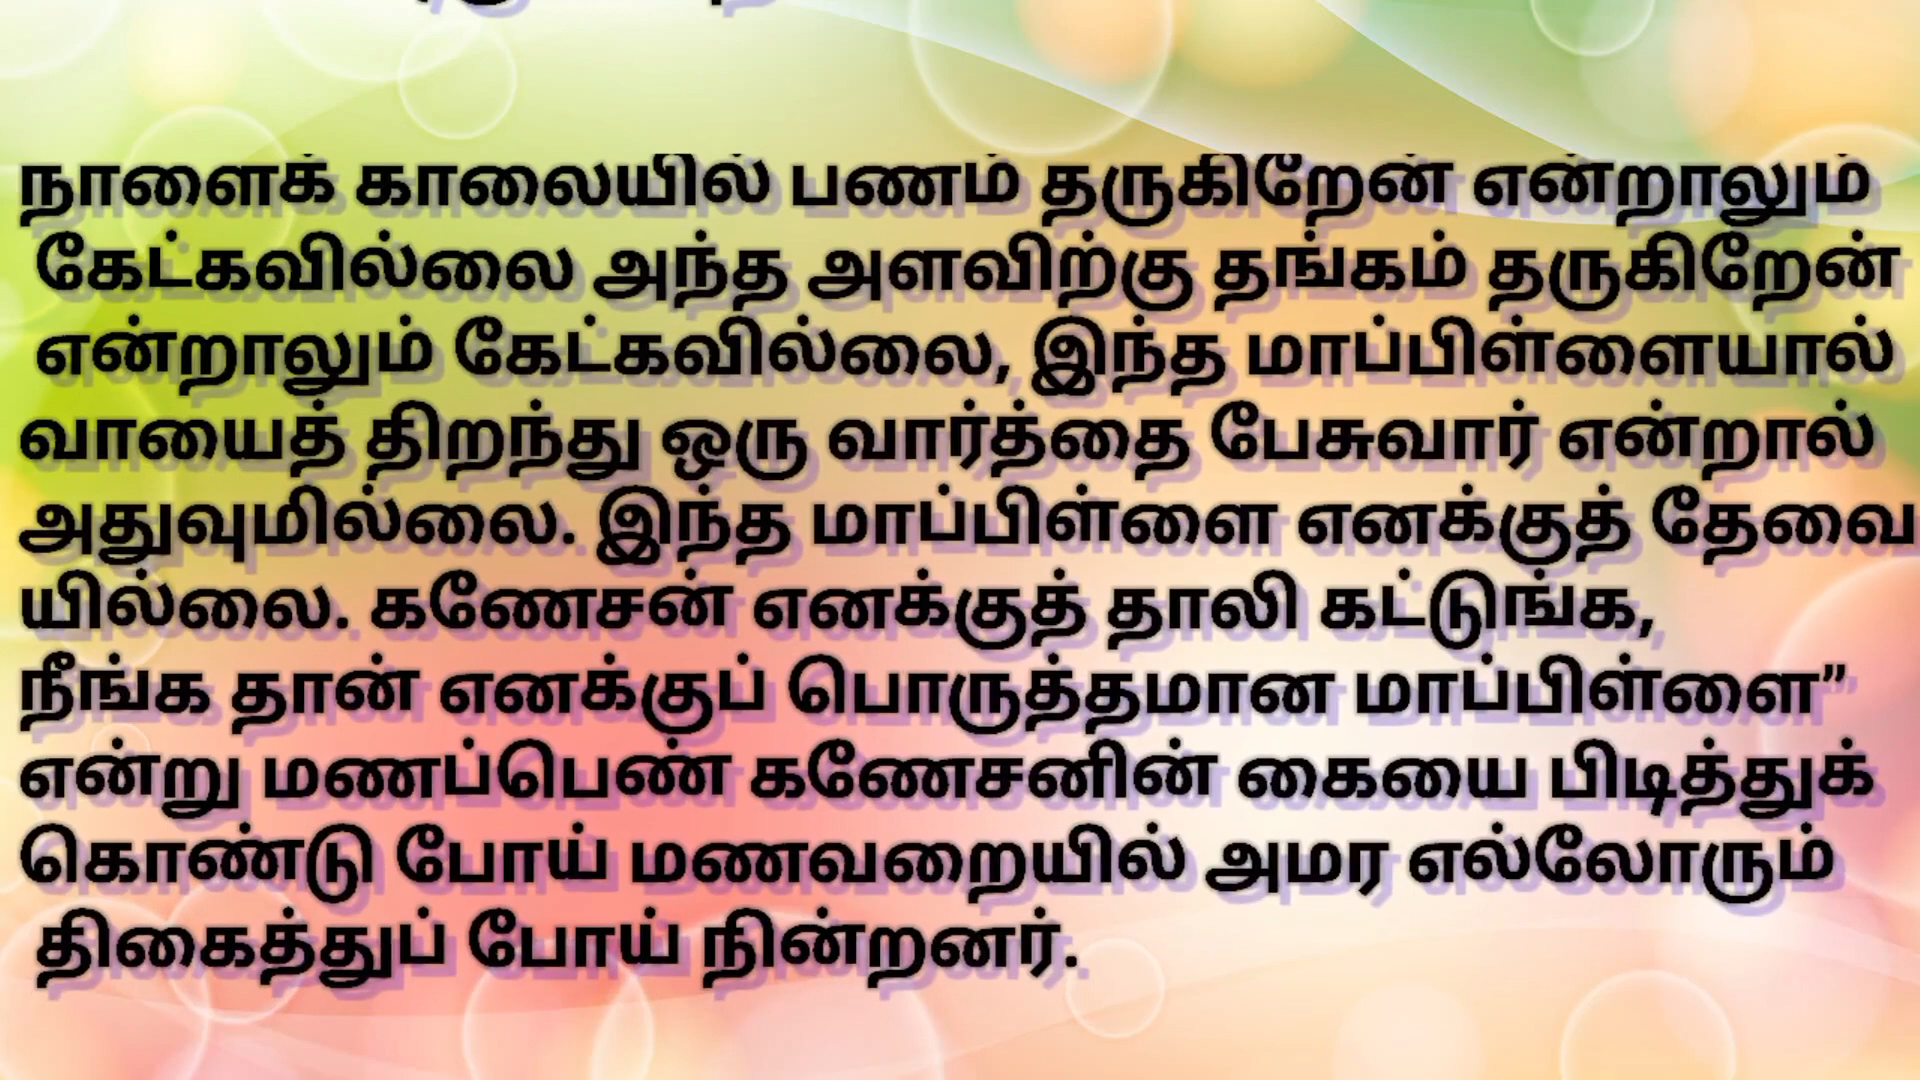 நாளைக் காலையில் பணம் தருகிறேன் என்றாலும்
கேட்கவில்லை அந்த அளவிற்கு தங்கம் தருகிறேன்
என்றாலும் கேட்கவில்லை, இந்த மாப்பிள்ளையால்
வாயைத் திறந்து ஒரு வார்த்தை பேசுவார் என்றால்
அதுவுமில்லை. இந்த மாப்பிள்ளை எனக்குத் தேவை
யில்லை. கணேசன் எனக்குத் தாலி கட்டுங்க,
நீங்க தான் எனக்குப் பொருத்தமான மாப்பிள்ளை”
என்று மணப்பெண் கணேசனின் கையை பிடித்துக்
கொண்டு போய் மணவறையில் அமர எல்லோரும்
திகைத்துப் போய் நின்றனர்.